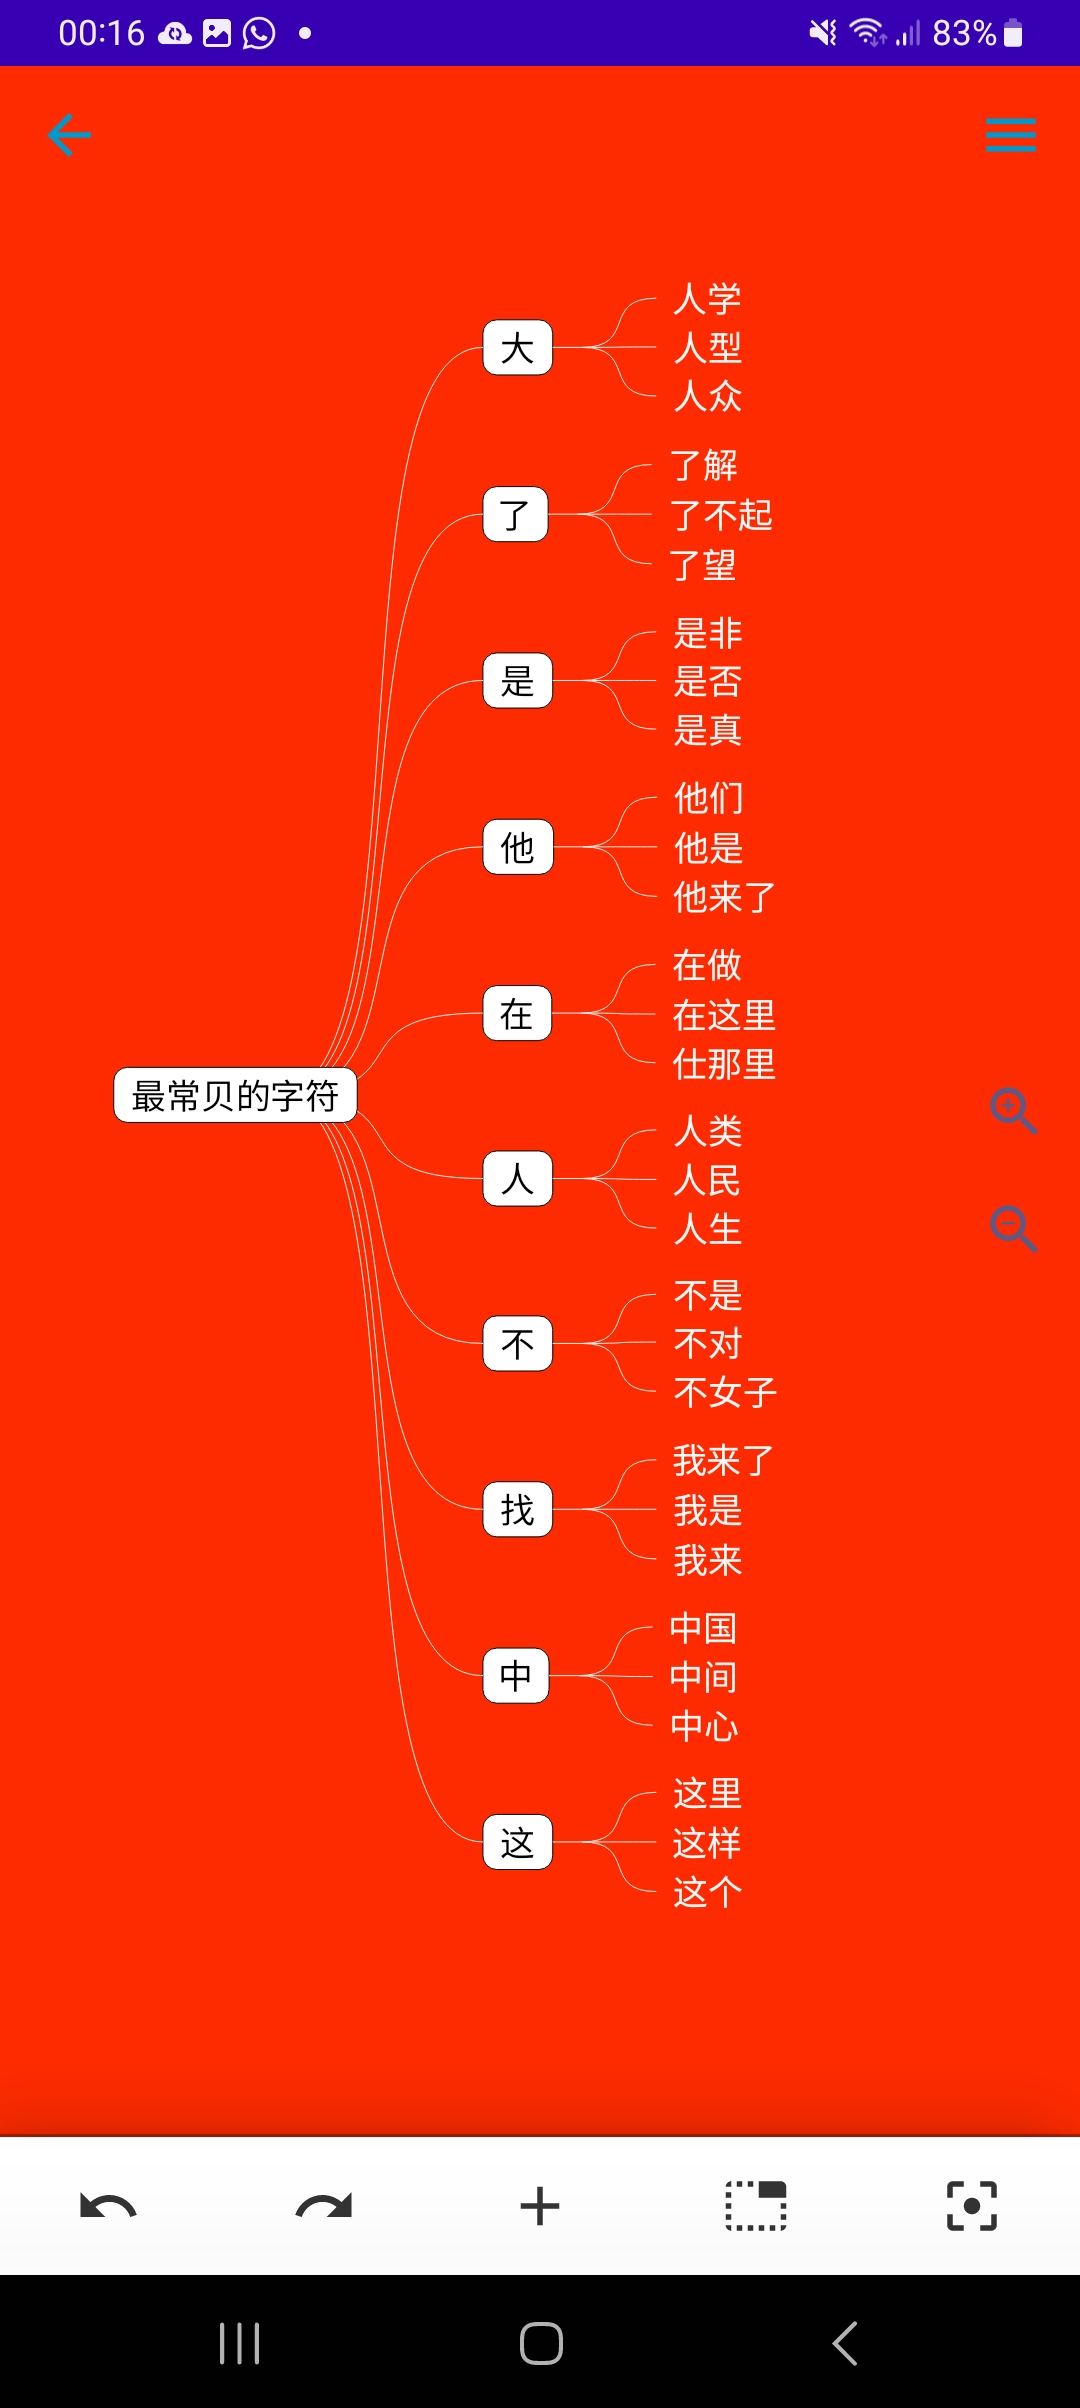 00:16
83%
大
人学
人型
人众
了
了解
了不起
了望
是
是非
是否
是真
他
他们
他是
他来了
在
在做
在这里
仕那里
最常贝的字符
人
人类
人民
人生
不
不是
不对
不女子
找
我来了
我是
我来
中
中国
中间
中心
这
这里
这样
这个